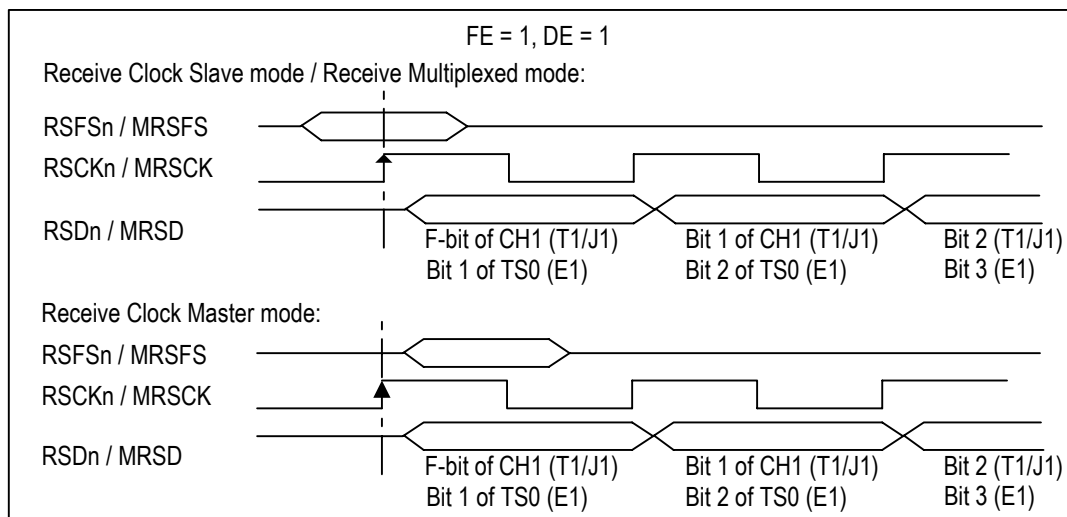 FE = 1, DE = 1
Receive Clock Slave mode / Receive Multiplexed mode:
RSFSn / MRSFS
RSCKn / MRSCK
RSDn / MRSD
F-bit of CH1 (T1/J1) Bit 1 of CH1 (T1/J1) Bit 2 (T1/J1)
Bit 1 of TS0 (E1) Bit 2 of TS0 (E1) Bit 3 (E1)
Receive Clock Master mode:
RSFSn / MRSFS
RSCKn / MRSCK
RSDn / MRSD
F-bit of CH1 (T1/J1) Bit 1 of CH1 (T1/J1) Bit 2 (T1/J1)
Bit 1 of TS0 (E1) Bit 2 of TS0 (E1) Bit 3 (E1)